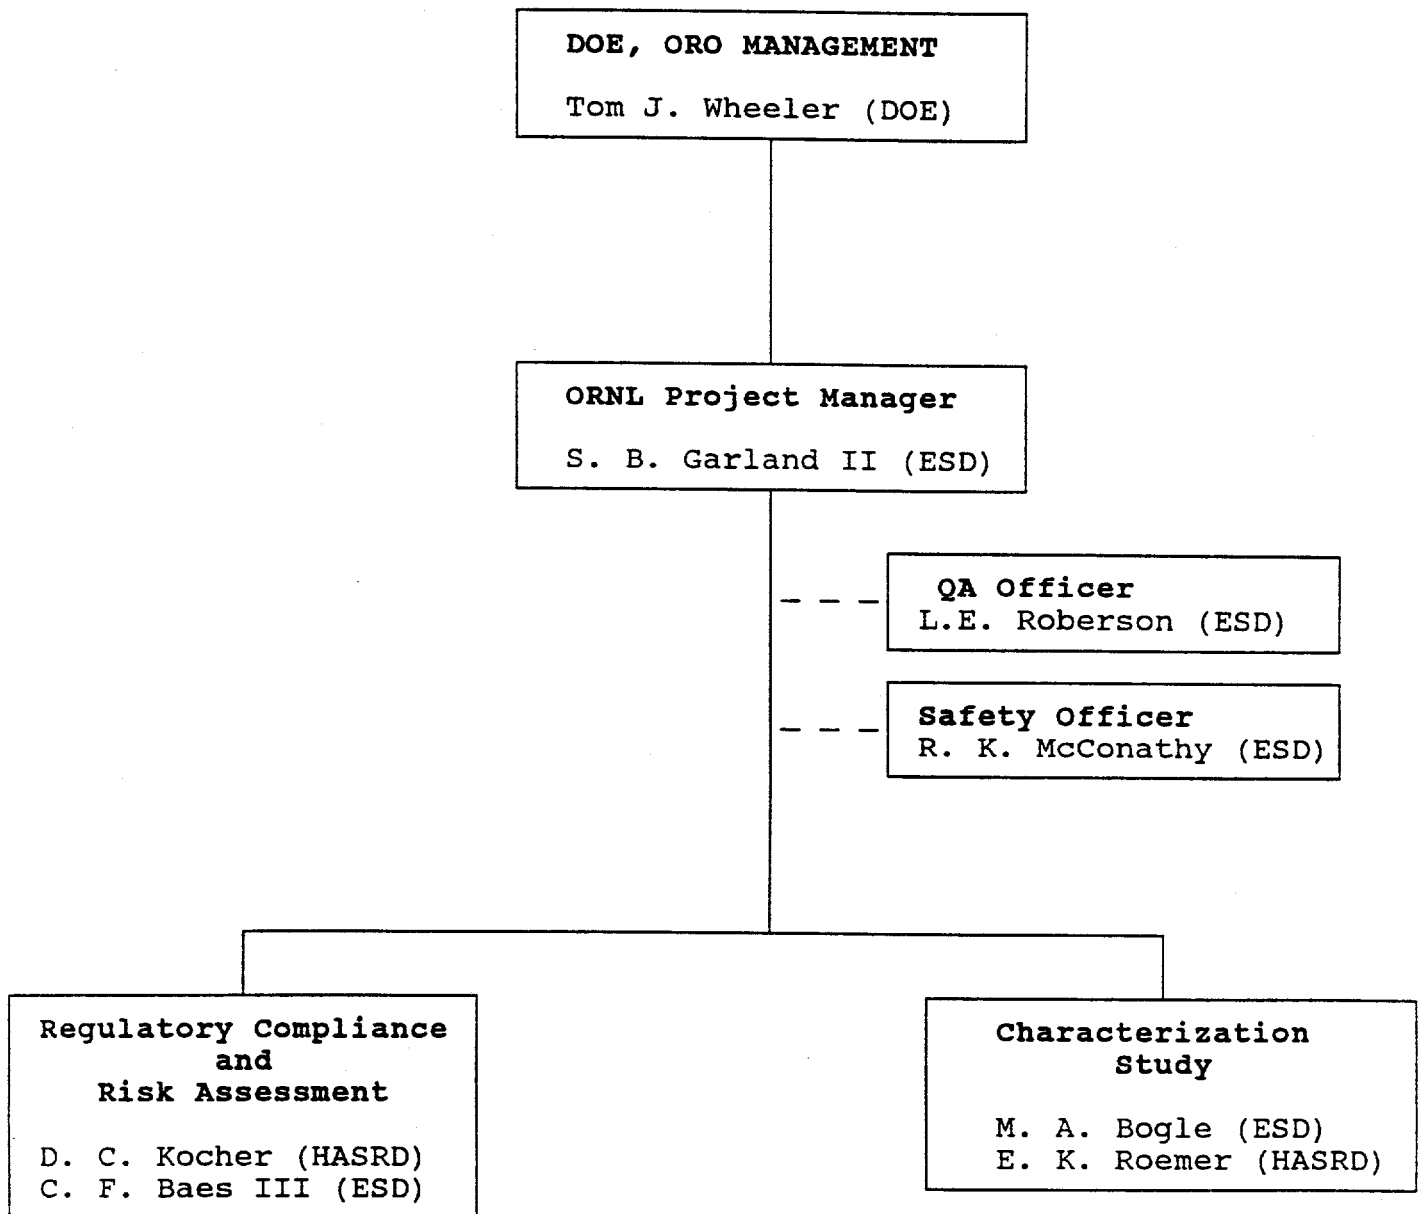 DOE, ORO MANAGEMENT
Tom J. Wheeler (DOE)
ORNL Project Manager
S. B. Garland II (ESD)
QA Officer
L.E. Roberson (ESD)
Safety Officer
R. K. McConathy (ESD)
Regulatory Compliance
and
Risk Assessment
D. C. Kocher (HASRD)
C. F. Baes III (ESD)
Characterization
Study
M. A. Bogle (ESD)
E. K. Roemer (HASRD)